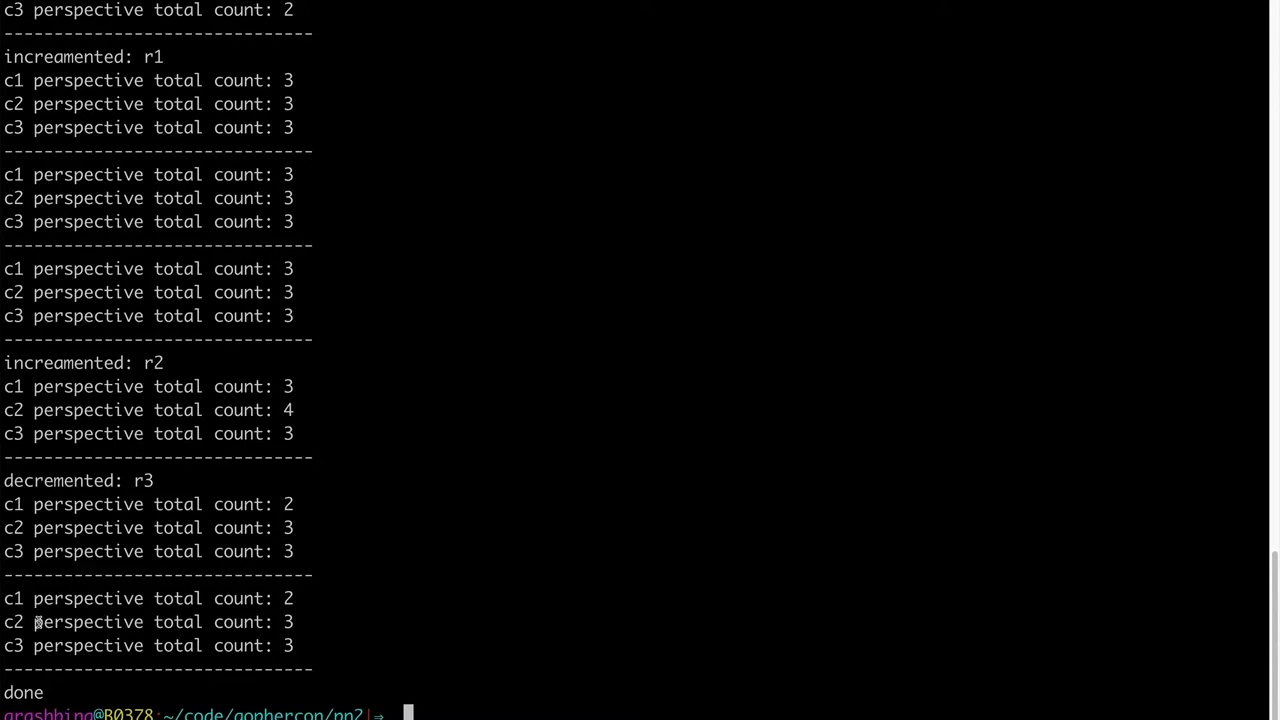 c3 perspective total count: 2
-------------------------------
increamented: r1
c1 perspective total count: 3
c2 perspective total count: 3
c3 perspective total count: 3
-------------------------------
c1 perspective total count: 3
c2 perspective total count: 3
c3 perspective total count: 3
-------------------------------
c1 perspective total count: 3
c2 perspective total count: 3
c3 perspective total count: 3
-------------------------------
increamented: r2
c1 perspective total count: 3
c2 perspective total count: 4
c3 perspective total count: 3
-------------------------------
decremented: r3
c1 perspective total count: 2
c2 perspective total count: 3
c3 perspective total count: 3
-------------------------------
c1 perspective total count: 2
c2 perspective total count: 3
c3 perspective total count: 3
-------------------------------
done
arashbina@B0378:~/code/gophercon/pn2|⇒